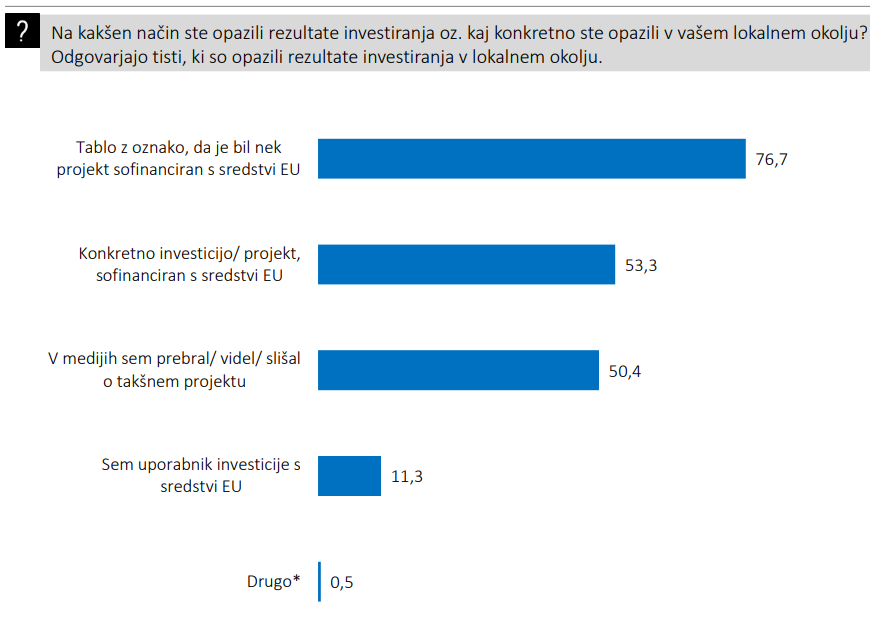 ?
Na kakšen način ste opazili rezultate investiranja oz. kaj konkretno ste opazili v vašem lokalnem okolju?
Odgovarjajo tisti, ki so opazili rezultate investiranja v lokalnem okolju.
Tablo z oznako, da je bil nek
projekt sofinanciran s sredstvi EU
76,7
Konkretno investicijo/ projekt,
sofinanciran s sredstvi EU
53,3
V medijih sem prebral/ videl/ slišal
o takšnem projektu
50,4
Sem uporabnik investicije s
sredstvi EU
11,3
Drugo*
0,5